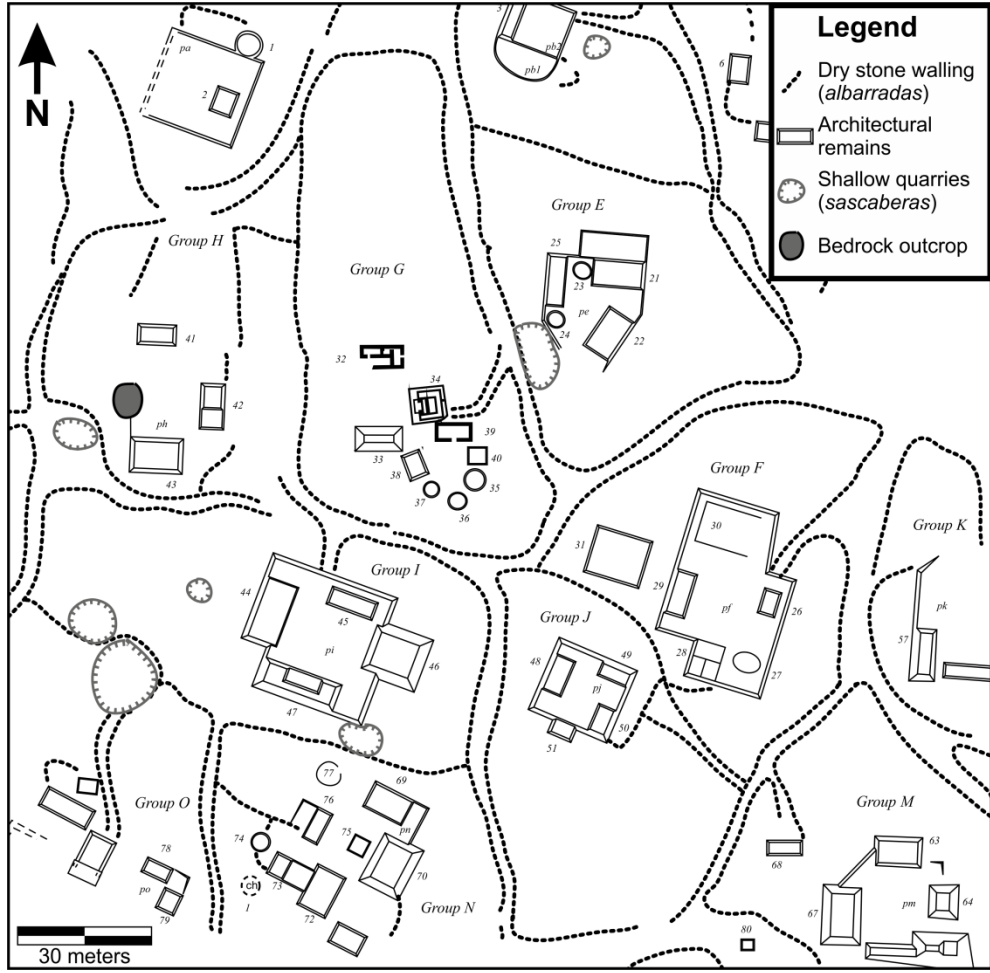 N
Legend
Dry stone walling
(albarradas)
Architectural
remains
Shallow quarries
(sascaberas)
Bedrock outcrop
pa
1
2
3
pb2
pb1
6
Group E
25
23
21
pe
24
22
Group H
41
42
ph
43
Group G
32
34
39
33
38
40
35
37
36
Group F
30
31
29
pf
26
28
27
Group K
pk
57
Group I
44
45
pi
46
47
Group J
48
49
pj
50
51
Group O
78
po
79
77
69
76
pn
75
74
73
70
ch
1
72
Group N
Group M
63
68
67
pm
64
80
30 meters